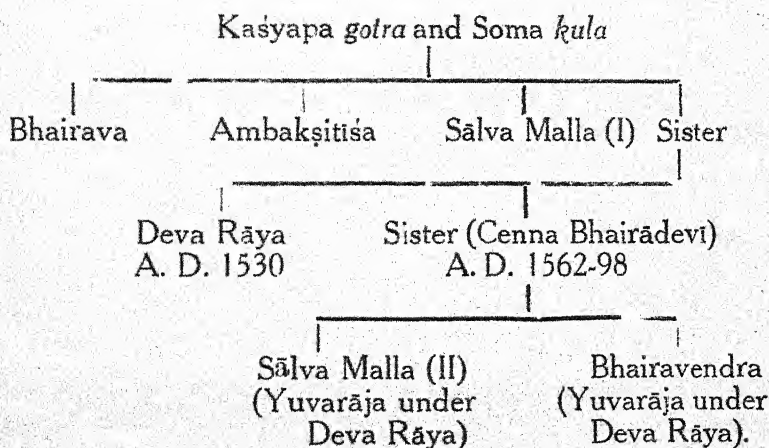 Kaśyapa gotra and Soma kula
Bhairava Ambakṣitiśa Sālva Malla (I) Sister
Deva Rāya Sister (Cenna Bhairādevī)
A. D. 1530 A. D. 1562-98
Sālva Malla (II) Bhairavendra
(Yuvarāja under (Yuvarāja under
Deva Rāya) Deva Rāya).